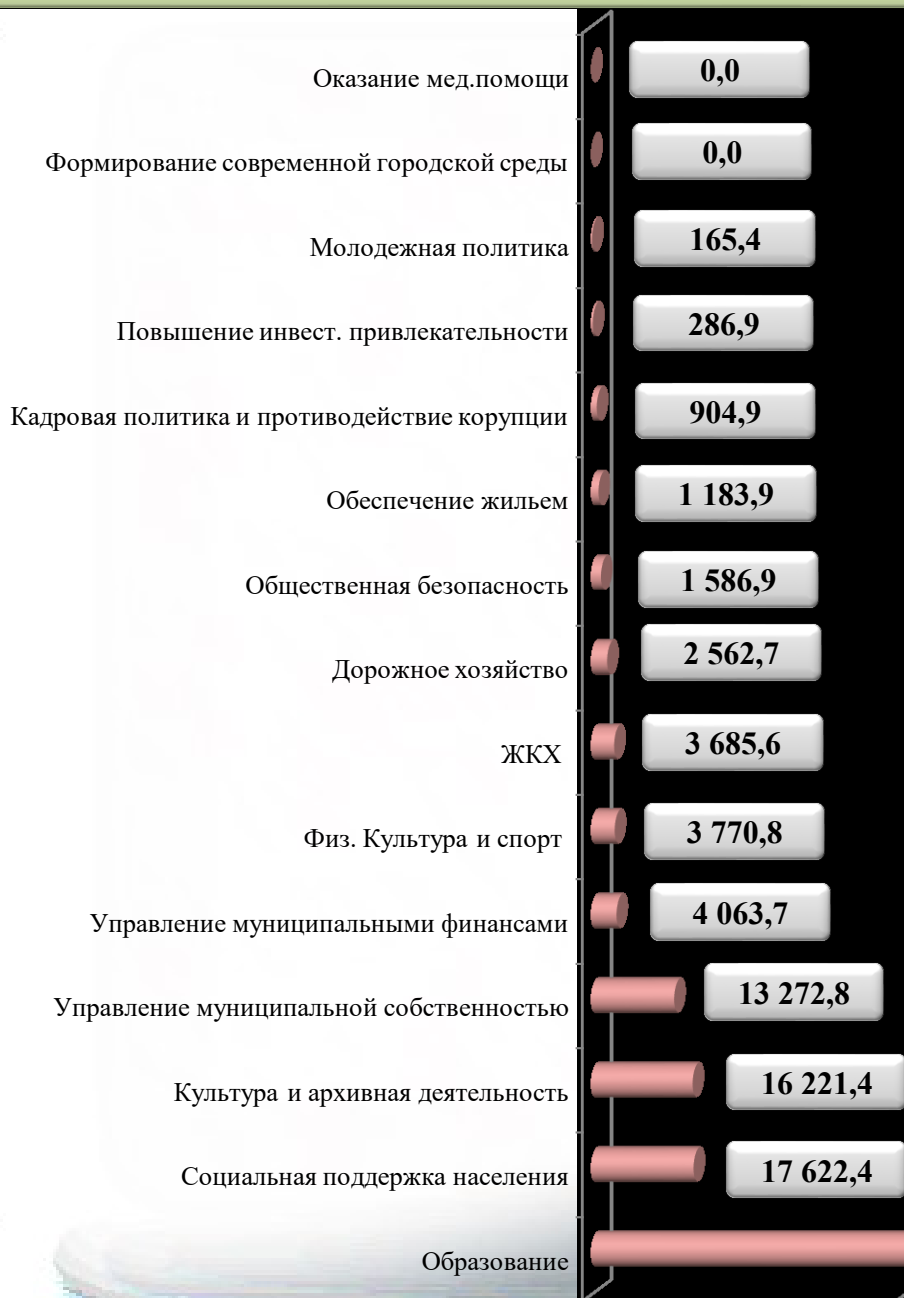 Оказание мед.помощи 0,0
Формирование современной городской среды 0,0
Молодежная политика 165,4
Повышение инвест. привлекательности 286,9
Кадровая политика и противодействие корупции 904,9
Обеспечение жильем 1 183,9
Общественная безопасность 1 586,9
Дорожное хозяйство 2 562,7
ЖКХ 3 685,6
Физ. Культура и спорт 3 770,8
Управление муниципальными финансами 4 063,7
Управление муниципальной собственностью 13 272,8
Культура и архивная деятельность 16 221,4
Социальная поддержка населения 17 622,4
Образование